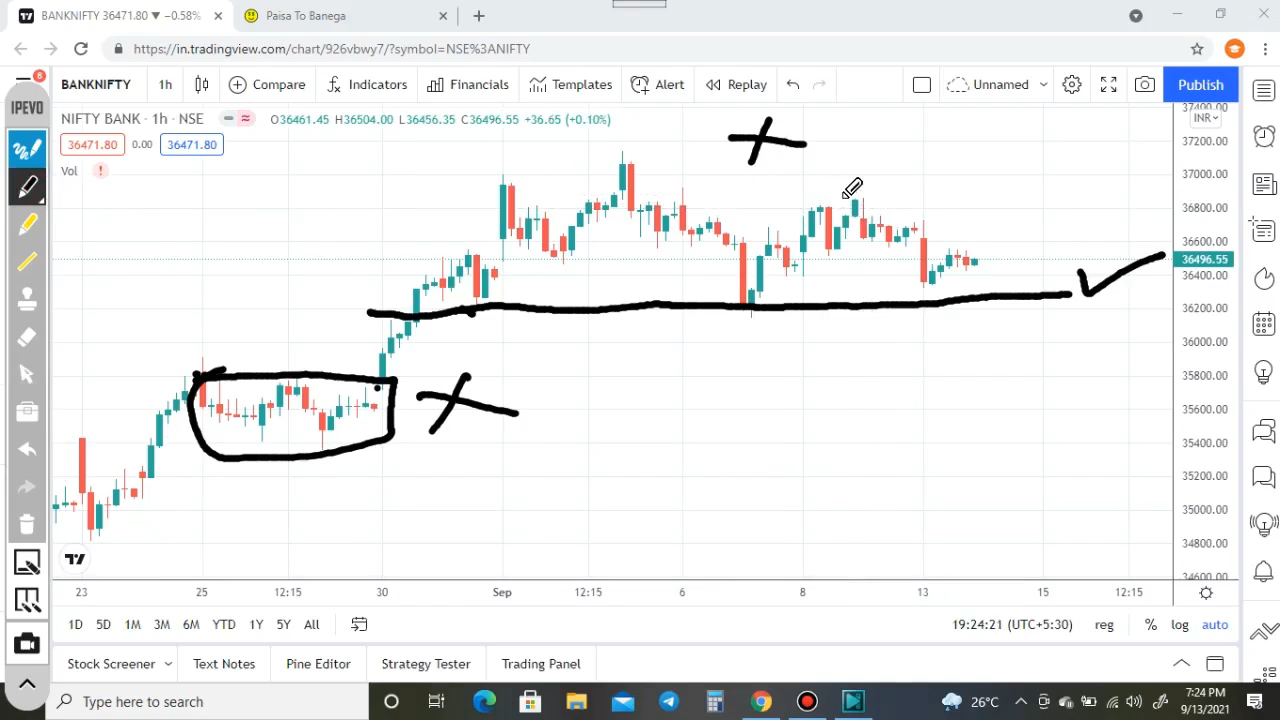 BANKNIFTY 36471.80 ▼ −0.58%
Paisa To Banega
https://in.tradingview.com/chart/926vbwy7/?symbol=NSE%3ANIFTY
8
IPEVO
BANKNIFTY 1h Compare Indicators Financials Templates Alert Replay Unnamed Publish
NIFTY BANK · 1h · NSE O36461.45 H36504.00 L36456.35 C36496.55 +36.65 (+0.10%)
36471.80 0.00 36471.80
Vol !
37400.00
INR
37200.00
37000.00
36800.00
36600.00
36496.55
36400.00
36200.00
36000.00
35800.00
35600.00
35400.00
35200.00
35000.00
34800.00
34600.00
23 25 12:15 30 Sep 12:15 6 8 13 15 12:15
1D 5D 1M 3M 6M YTD 1Y 5Y All 19:24:21 (UTC+5:30) reg % log auto
Stock Screener Text Notes Pine Editor Strategy Tester Trading Panel
Type here to search 26°C 7:24 PM
9/13/2021